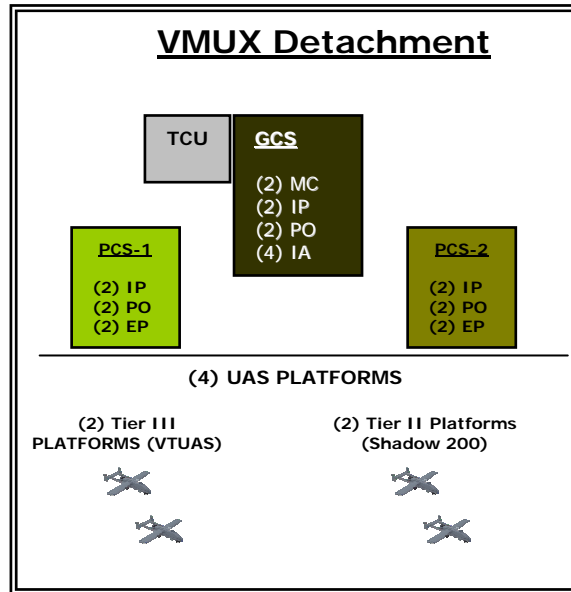 VMUX Detachment
TCU
GCS
(2) MC
(2) IP
(2) PO
(4) IA
PCS-1
(2) IP
(2) PO
(2) EP
PCS-2
(2) IP
(2) PO
(2) EP
(4) UAS PLATFORMS
(2) Tier III
PLATFORMS (VTUAS)
(2) Tier II Platforms
(Shadow 200)